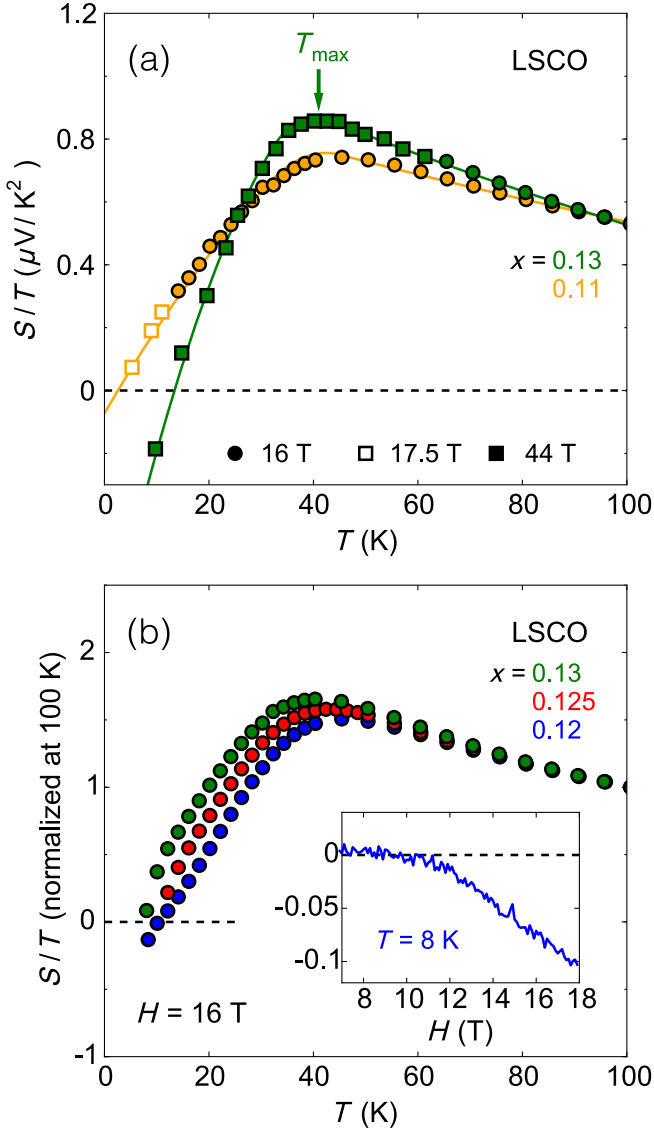 (a)
LSCO
T max
S / T ( μV / K² )
1.2
0.8
0.4
0
x = 0.13
0.11
16 T
17.5 T
44 T
0 20 40 60 80 100
T (K)
(b)
LSCO
x = 0.13
0.125
0.12
S / T (normalized at 100 K)
2
1
0
-1
0
-0.05
-0.1
T = 8 K
8 10 12 14 16 18
H (T)
H = 16 T
0 20 40 60 80 100
T (K)